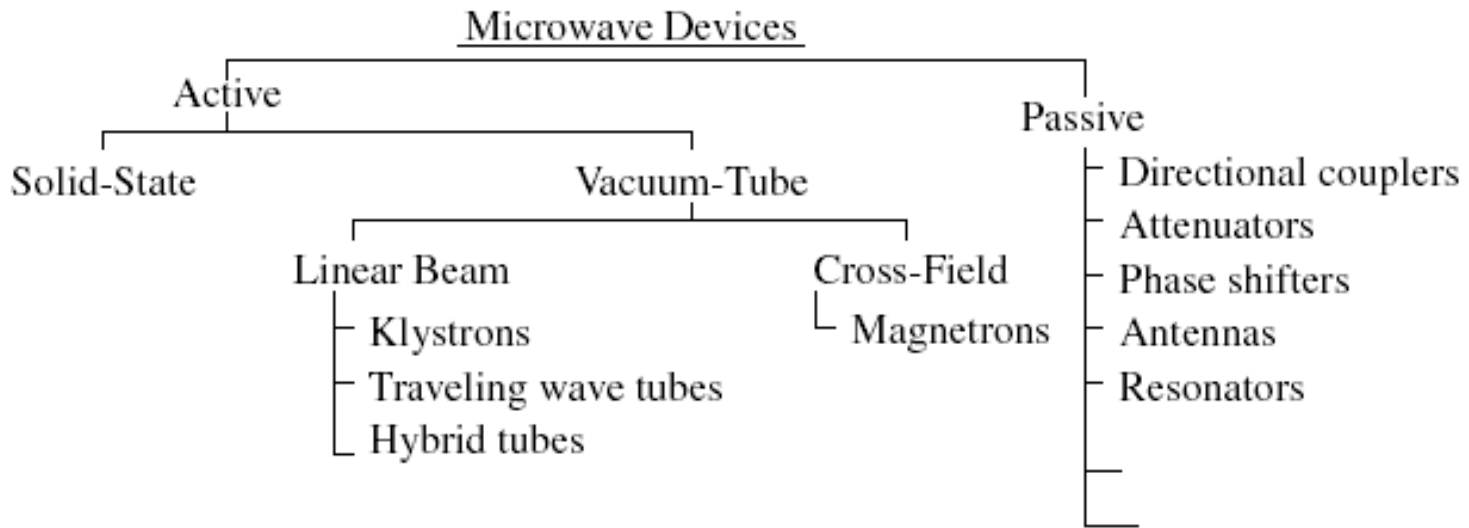 Microwave Devices
Active
Passive
Solid-State
Vacuum-Tube
Directional couplers
Attenuators
Linear Beam
Cross-Field
Phase shifters
Klystrons
Magnetrons
Antennas
Traveling wave tubes
Resonators
Hybrid tubes